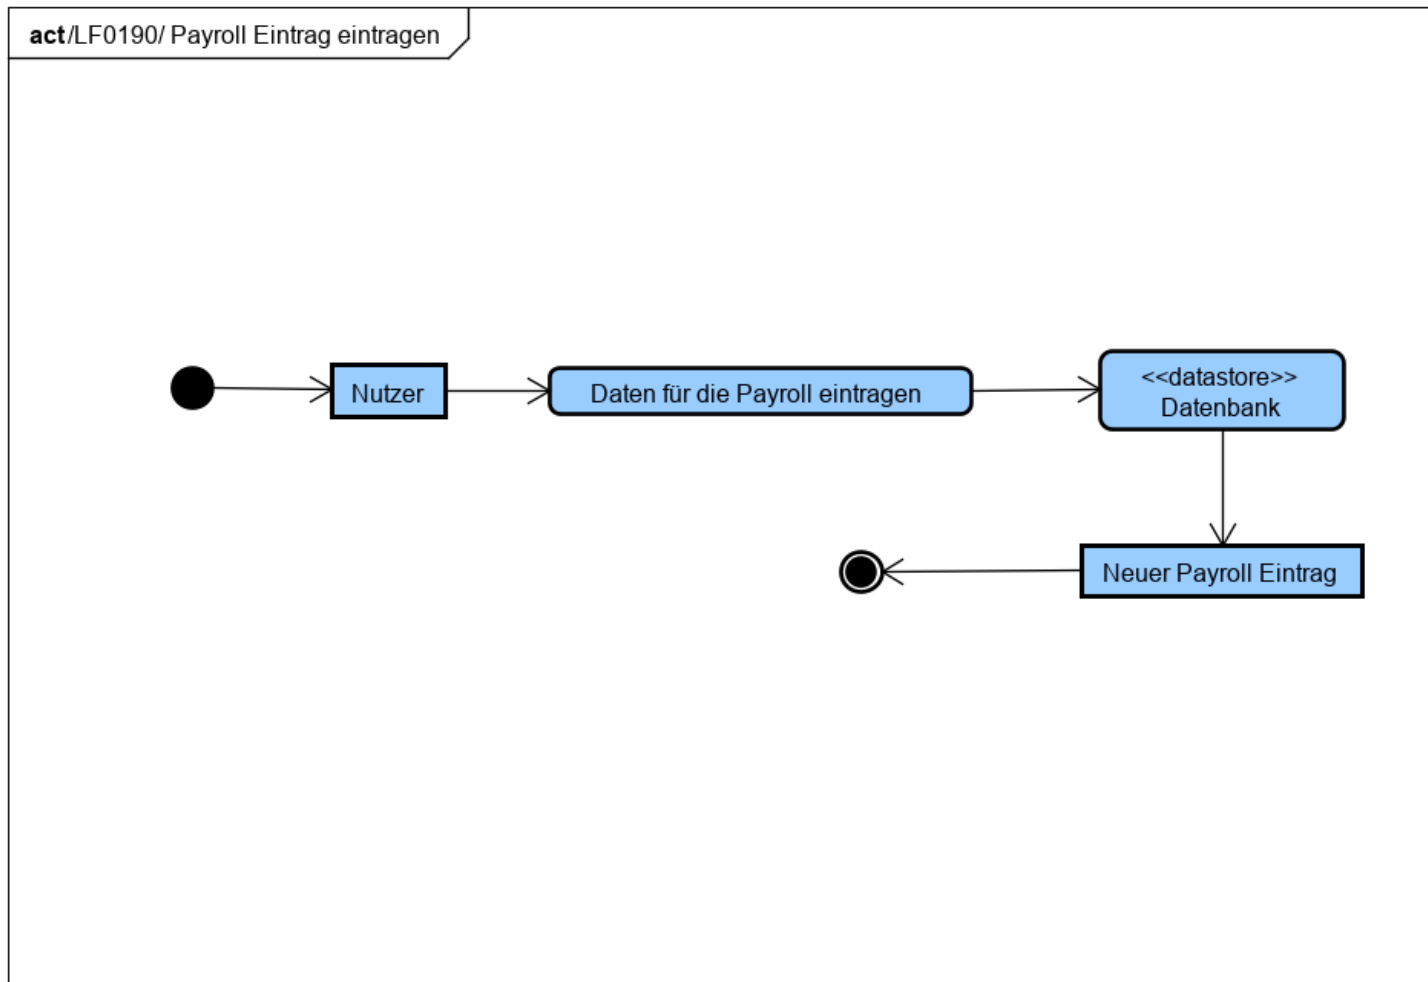 act/LF0190/ Payroll Eintrag eintragen
Nutzer
Daten für die Payroll eintragen
<<datastore>>
Datenbank
Neuer Payroll Eintrag